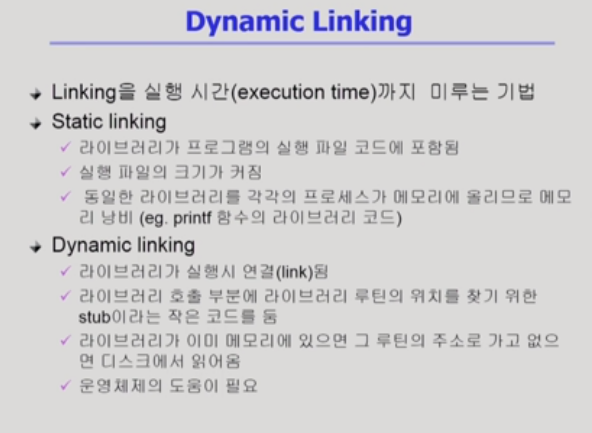 Dynamic Linking
Linking을 실행 시간(execution time)까지 미루는 기법
Static linking
라이브러리가 프로그램의 실행 파일 코드에 포함됨
실행 파일의 크기가 커짐
동일한 라이브러리를 각각의 프로세스가 메모리에 올리므로 메모
리 낭비 (eg. printf 함수의 라이브러리 코드)
Dynamic linking
라이브러리가 실행시 연결(link)됨
라이브러리 호출 부분에 라이브러리 루틴의 위치를 찾기 위한
stub이라는 작은 코드를 둠
라이브러리가 이미 메모리에 있으면 그 루틴의 주소로 가고 없으
면 디스크에서 읽어옴
운영체제의 도움이 필요